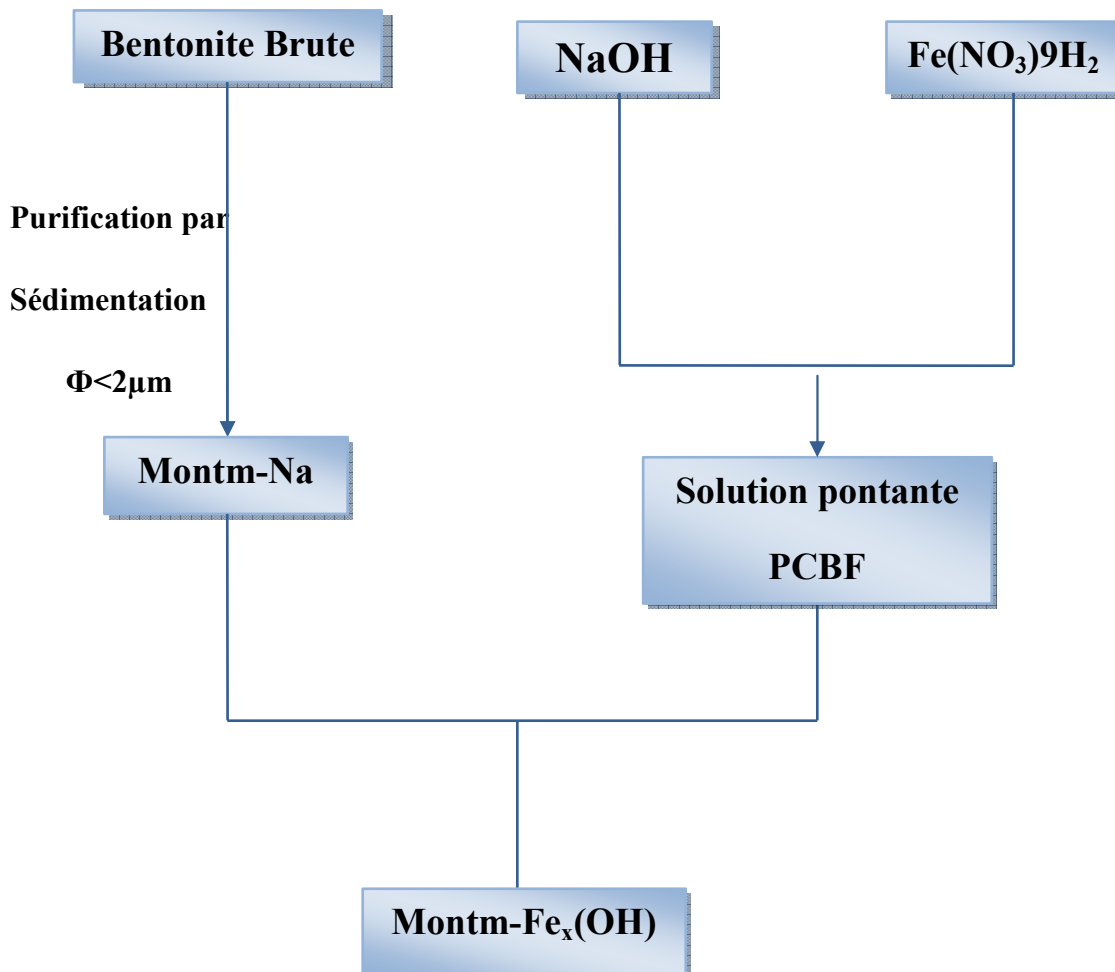 Bentonite Brute
NaOH
Fe(NO₃)9H₂
Purification par
Sédimentation
Φ<2µm
Montm-Na
Solution pontante
PCBF
Montm-Feₓ(OH)